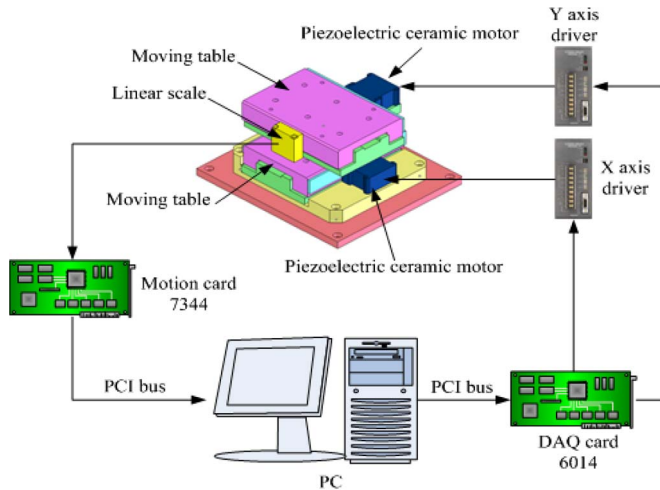 Y axis
driver
Piezoelectric ceramic motor
Moving table
Linear scale
X axis
driver
Moving table
Piezoelectric ceramic motor
Motion card
7344
PCI bus
PCI bus
DAQ card
6014
PC